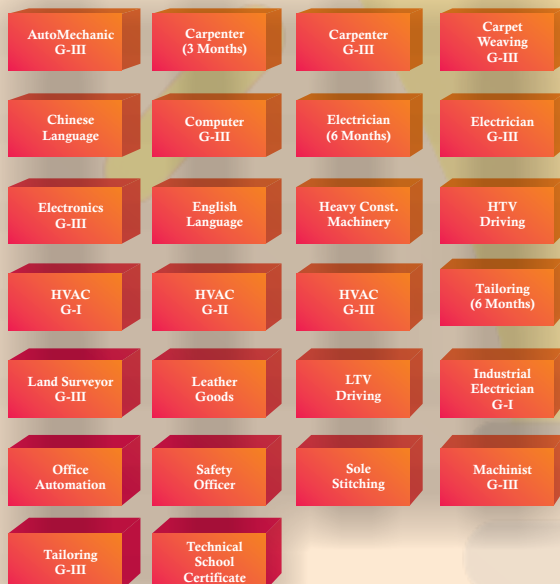 AutoMechanic
G-III
Carpenter
(3 Months)
Carpenter
G-III
Carpet
Weaving
G-III
Chinese
Language
Computer
G-III
Electrician
(6 Months)
Electrician
G-III
Electronics
G-III
English
Language
Heavy Const.
Machinery
HTV
Driving
HVAC
G-I
HVAC
G-II
HVAC
G-III
Tailoring
(6 Months)
Land Surveyor
G-III
Leather
Goods
LTV
Driving
Industrial
Electrician
G-I
Office
Automation
Safety
Officer
Sole
Stitching
Machinist
G-III
Tailoring
G-III
Technical
School
Certificate